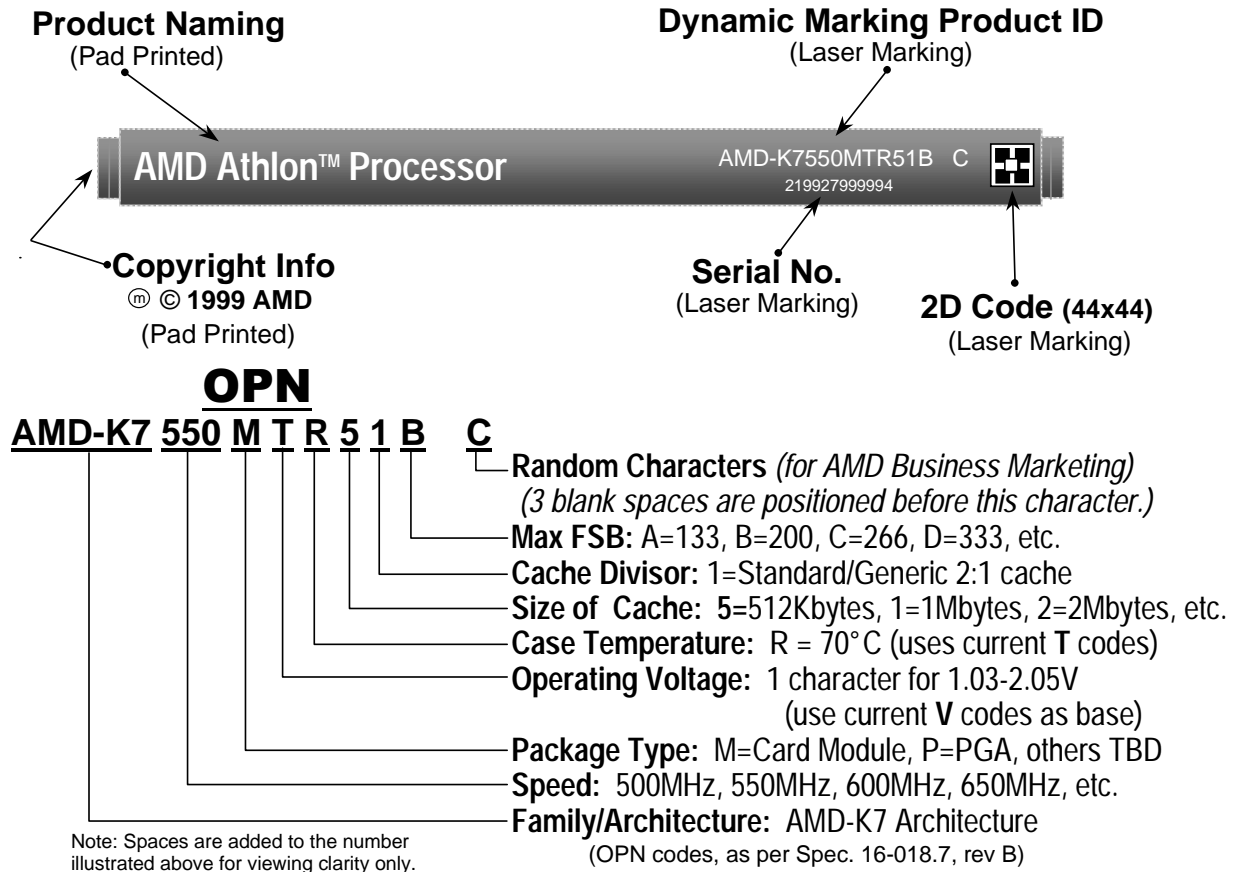 Product Naming
(Pad Printed)
Dynamic Marking Product ID
(Laser Marking)
AMD Athlon™ Processor
AMD-K7550MTR51B C
219927999994
Copyright Info
ⓜ © 1999 AMD
(Pad Printed)
Serial No.
(Laser Marking)
2D Code (44x44)
(Laser Marking)
OPN
AMD-K7 550 M T R 5 1 B C
Random Characters (for AMD Business Marketing)
(3 blank spaces are positioned before this character.)
Max FSB: A=133, B=200, C=266, D=333, etc.
Cache Divisor: 1=Standard/Generic 2:1 cache
Size of Cache: 5=512Kbytes, 1=1Mbytes, 2=2Mbytes, etc.
Case Temperature: R = 70°C (uses current T codes)
Operating Voltage: 1 character for 1.03-2.05V
(use current V codes as base)
Package Type: M=Card Module, P=PGA, others TBD
Speed: 500MHz, 550MHz, 600MHz, 650MHz, etc.
Family/Architecture: AMD-K7 Architecture
(OPN codes, as per Spec. 16-018.7, rev B)
Note: Spaces are added to the number
illustrated above for viewing clarity only.